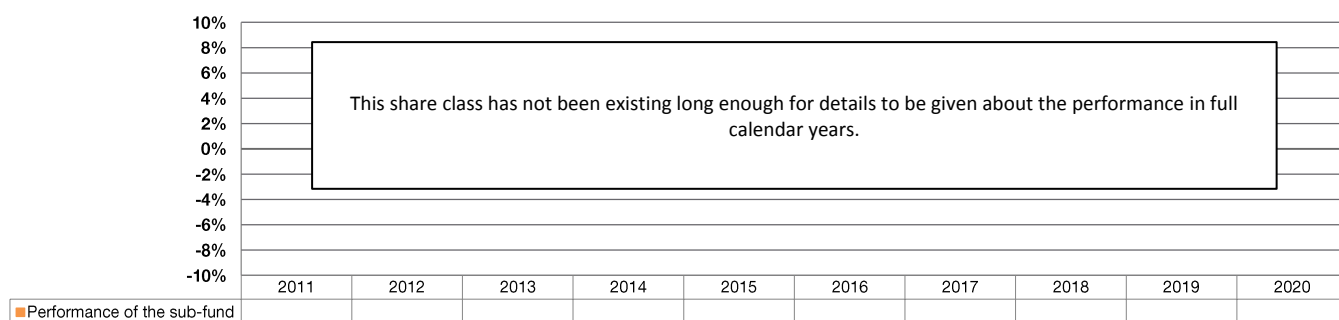 10%
8%
6%
4%
2%
0%
-2%
-4%
-6%
-8%
-10%
This share class has not been existing long enough for details to be given about the performance in full
calendar years.
2011 2012 2013 2014 2015 2016 2017 2018 2019 2020
Performance of the sub-fund